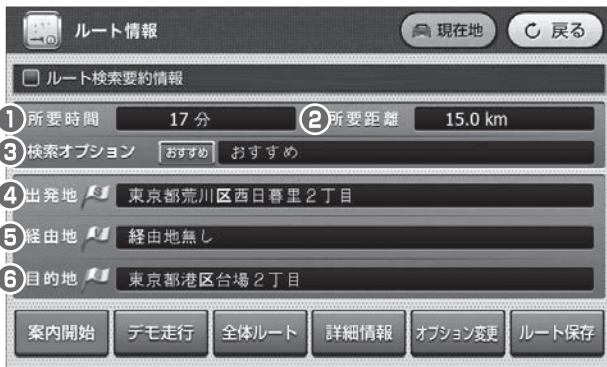 ルート情報 現在地 戻る
ルート検索要約情報
1 所要時間 17 分 2 所要距離 15.0 km
3 検索オプション おすすめ おすすめ
4 出発地 東京都荒川区西日暮里２丁目
5 経由地 経由地無し
6 目的地 東京都港区台場２丁目
案内開始 デモ走行 全体ルート 詳細情報 オプション変更 ルート保存